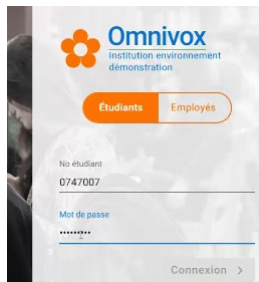 Omnivox
Institution environnement
démonstration
Étudiants Employés
No étudiant
0747007
Mot de passe
•••••••••
Connexion >